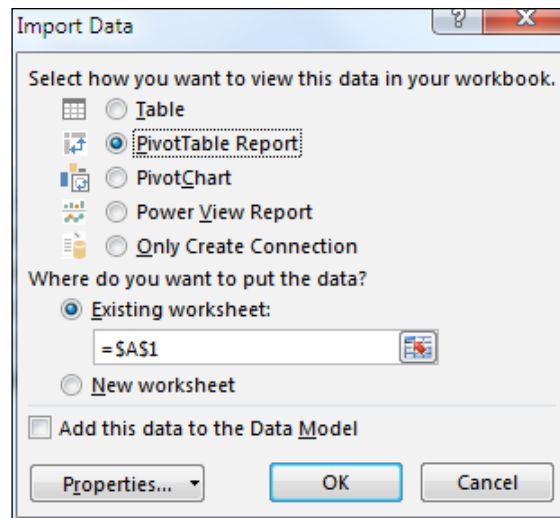 Import Data
?
X
Select how you want to view this data in your workbook.
Table
PivotTable Report
PivotChart
Power View Report
Only Create Connection
Where do you want to put the data?
Existing worksheet:
=$A$1
New worksheet
Add this data to the Data Model
Properties...
OK
Cancel